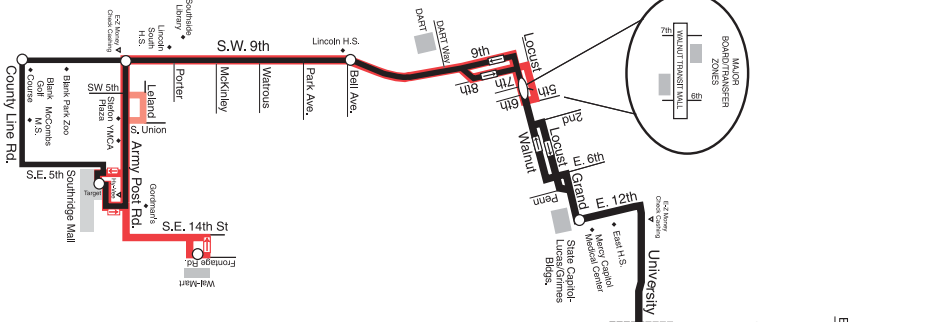 E-Z Money
Check Cashing
Southside
Library
Lincoln
South
H.S.
S.W. 9th
Lincoln H.S.
DART
DART Way
9th
8th
7th
6th
5th
Locust
MAJOR
BOARD/TRANSFER
ZONES
7th
WALNUT TRANSIT MALL
6th
County Line Rd.
Blank
Golf
Course
Blank Park Zoo
McCombs
M.S.
SW 5th
Stefon
Plaza
YMCA
Leland
S. Union
Porter
McKinley
Watrous
Park Ave.
Bell Ave.
Army Post Rd.
S.E. 5th
Southridge Mall
Target
Hy-Vee
Gordman's
S.E. 14th St
Frontage
Rd.
Wal-Mart
2nd
Walnut
Locust
E. 6th
Grand
Penn
E. 12th
State Capitol-
Lucas/Grimes
Bldgs.
Mercy Capitol
Medical Center
East H.S.
E-Z Money
Check Cashing
University